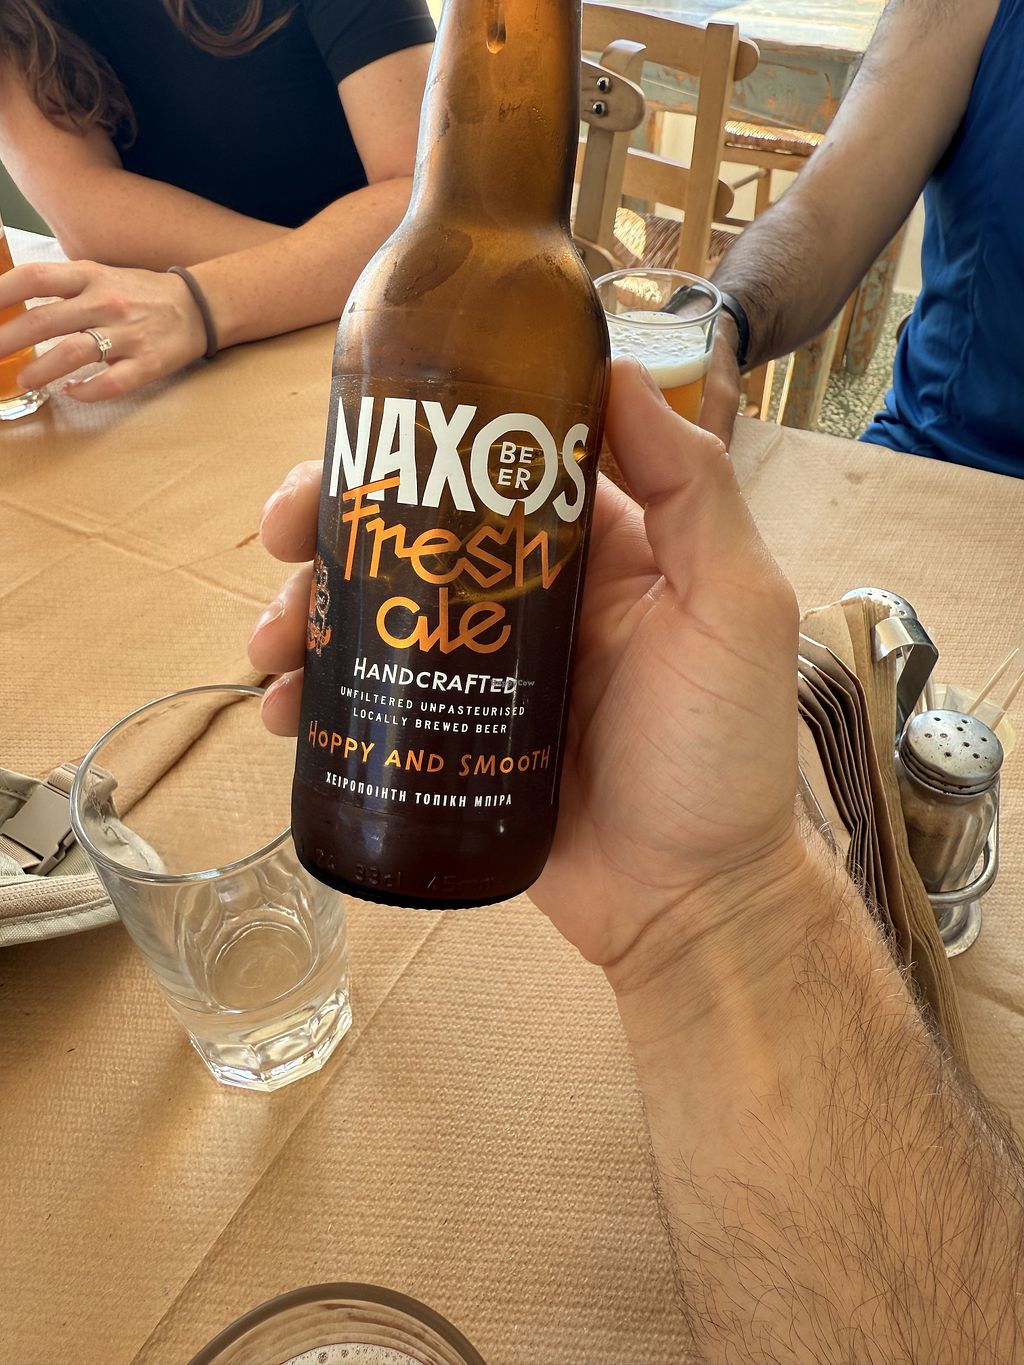 NAXOS
BE
ER
Fresh
ale
HANDCRAFTED
UNFILTERED UNPASTEURISED
LOCALLY BREWED BEER
HOPPY AND SMOOTH
ΧΕΙΡΟΠΟΙΗΤΗ ΤΟΠΙΚΗ ΜΠΙΡΑ
33cl